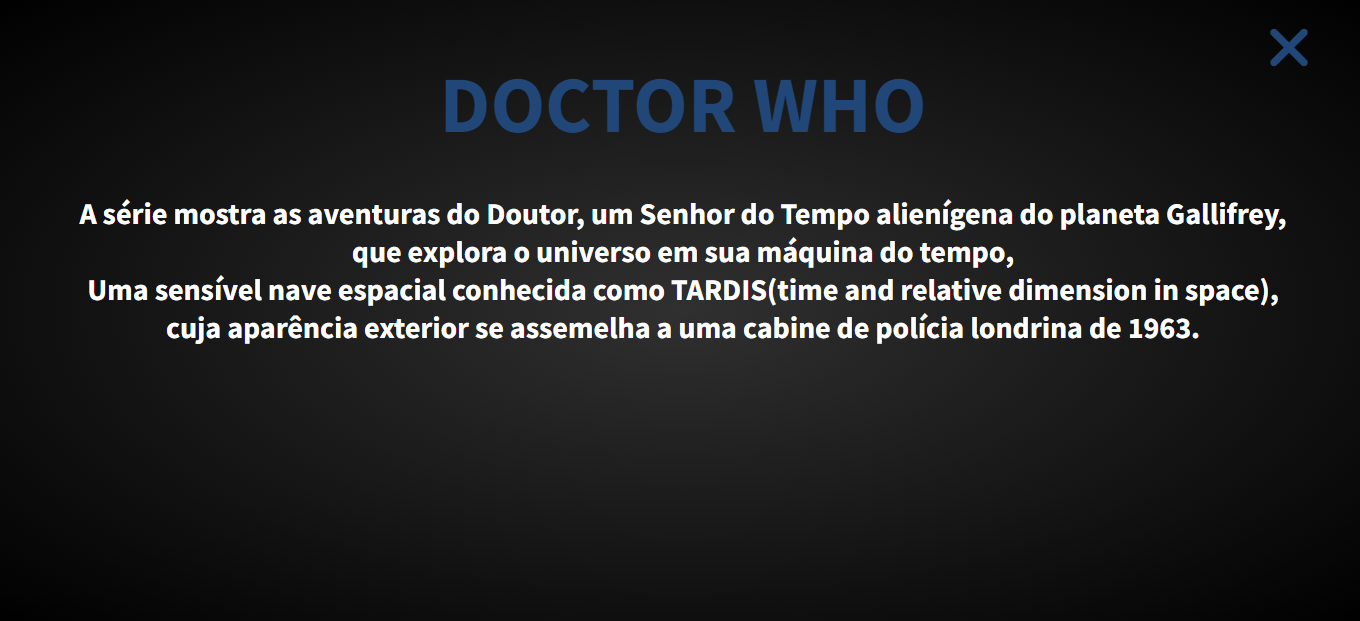 DOCTOR WHO
A série mostra as aventuras do Doutor, um Senhor do Tempo alienígena do planeta Gallifrey,
que explora o universo em sua máquina do tempo,
Uma sensível nave espacial conhecida como TARDIS(time and relative dimension in space),
cuja aparência exterior se assemelha a uma cabine de polícia londrina de 1963.